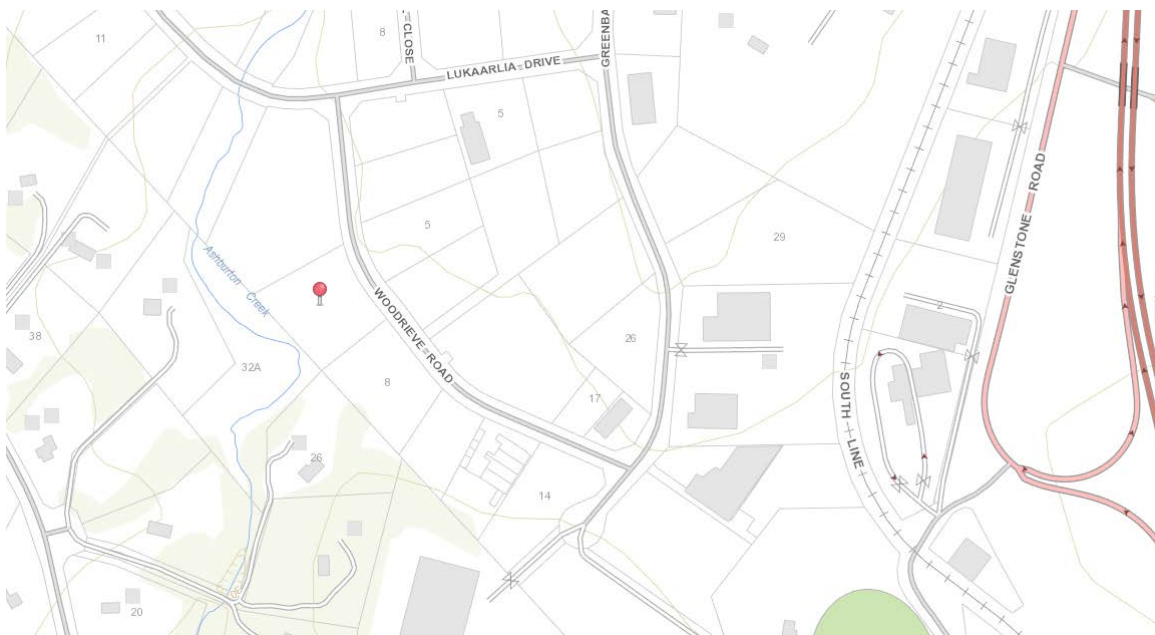 11
8
CLOSE
LUKAARLIA DRIVE
GREENBA
5
5
29
GLENSTONE ROAD
Ashburton Creek
WOODRIEVE ROAD
38
32A
8
26
2
SOUTH LINE
17
26
14
20